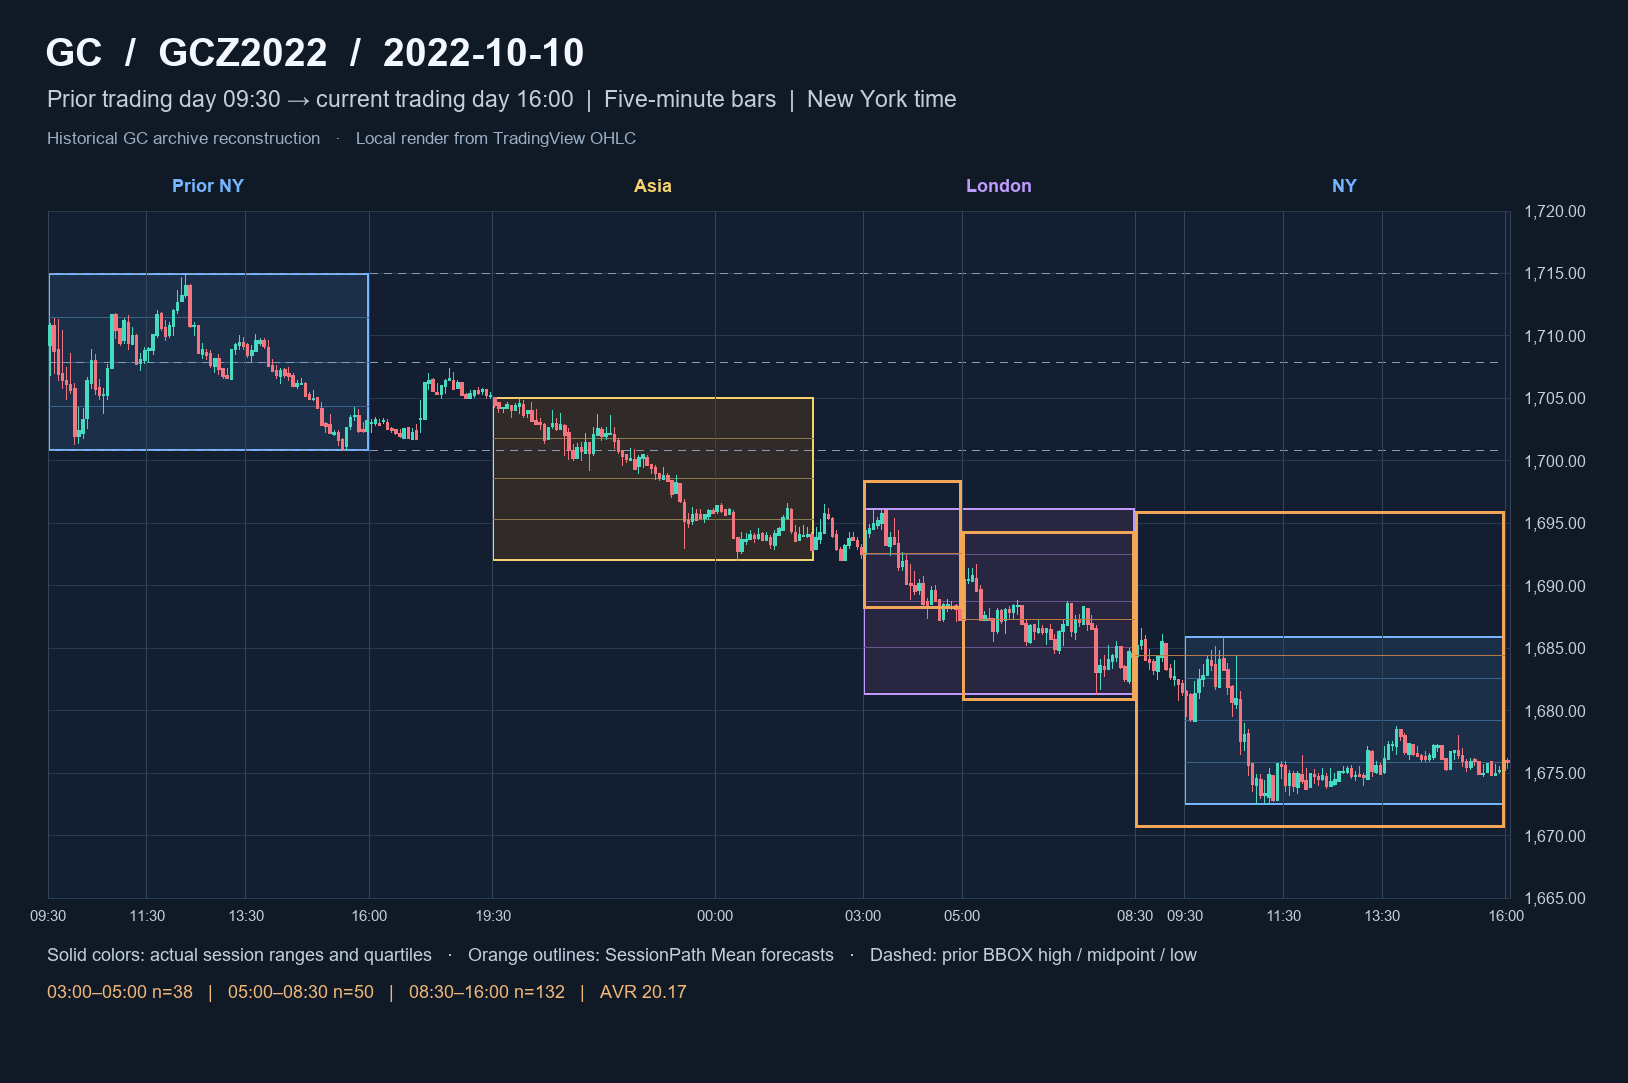 GC / GCZ2022 / 2022-10-10
Prior trading day 09:30 → current trading day 16:00 | Five-minute bars | New York time
Historical GC archive reconstruction · Local render from TradingView OHLC
Prior NY Asia London NY
1,720.00
1,715.00
1,710.00
1,705.00
1,700.00
1,695.00
1,690.00
1,685.00
1,680.00
1,675.00
1,670.00
1,665.00
09:30 11:30 13:30 16:00 19:30 00:00 03:00 05:00 08:30 09:30 11:30 13:30 16:00
Solid colors: actual session ranges and quartiles · Orange outlines: SessionPath Mean forecasts · Dashed: prior BBOX high / midpoint / low
03:00–05:00 n=38 | 05:00–08:30 n=50 | 08:30–16:00 n=132 | AVR 20.17